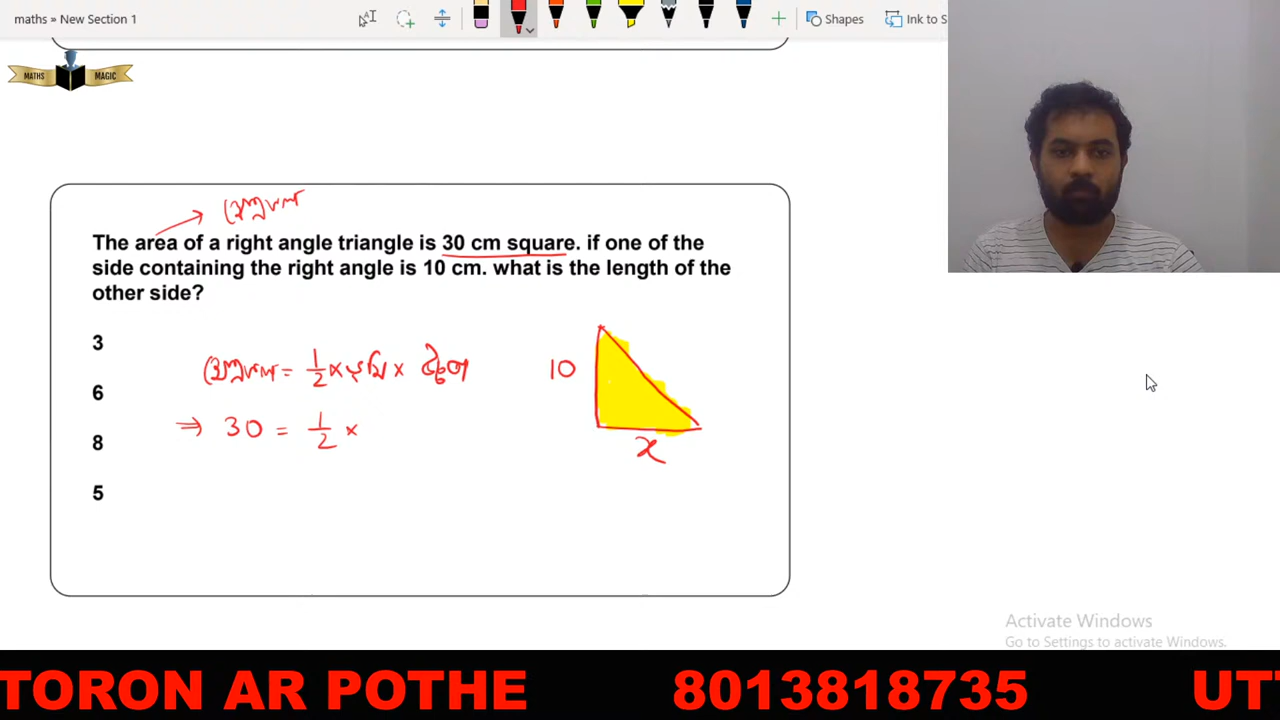 maths » New Section 1
Shapes
Ink to S
MATHS MAGIC
ক্ষেত্রফল
The area of a right angle triangle is 30 cm square. if one of the
side containing the right angle is 10 cm. what is the length of the
other side?
3
6
8
5
ক্ষেত্রফল = 1/2 × ভূমি × উচ্চতা
⇒ 30 = 1/2 ×
10
x
Activate Windows
Go to Settings to activate Windows.
TORON AR POTHE 8013818735 UT